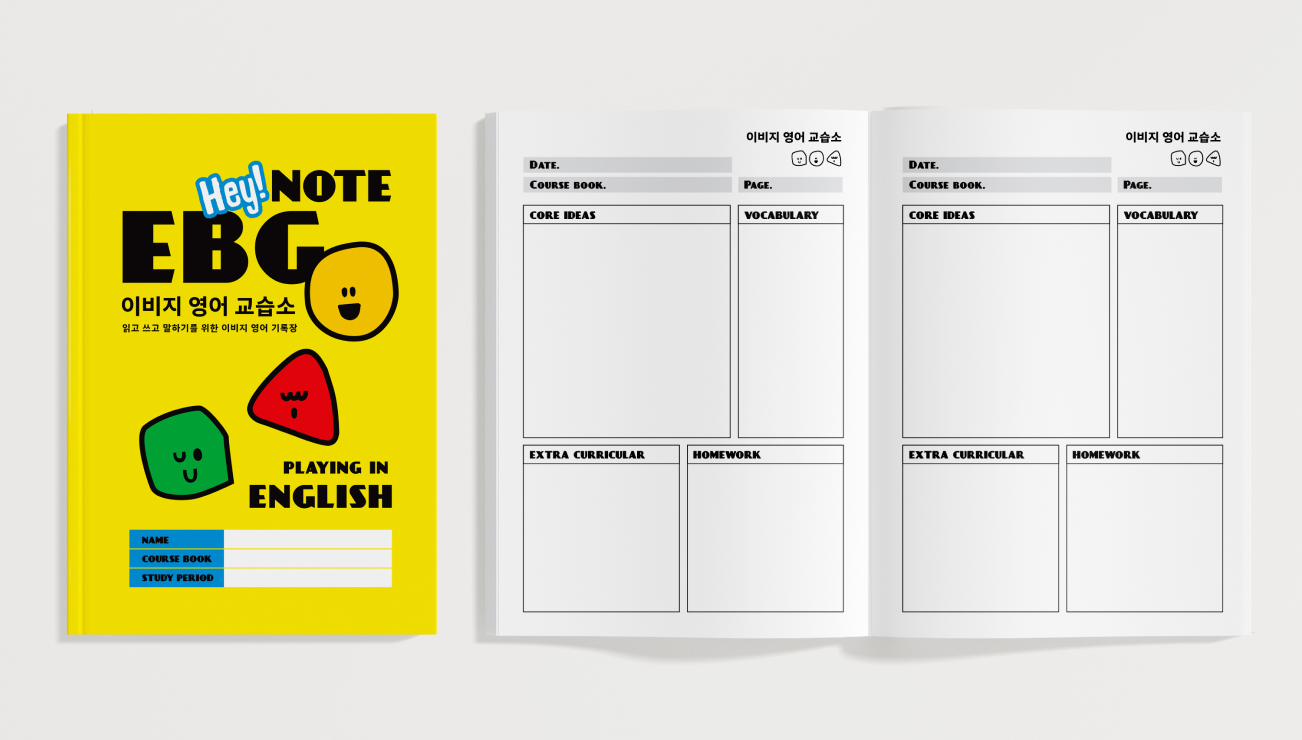 Hey! NOTE
EBG
이비지 영어 교습소
읽고 쓰고 말하기를 위한 이비지 영어 기록장
PLAYING IN
ENGLISH
NAME
COURSE BOOK
STUDY PERIOD
이비지 영어 교습소
DATE.
COURSE BOOK.
PAGE.
CORE IDEAS
VOCABULARY
EXTRA CURRICULAR
HOMEWORK
이비지 영어 교습소
DATE.
COURSE BOOK.
PAGE.
CORE IDEAS
VOCABULARY
EXTRA CURRICULAR
HOMEWORK